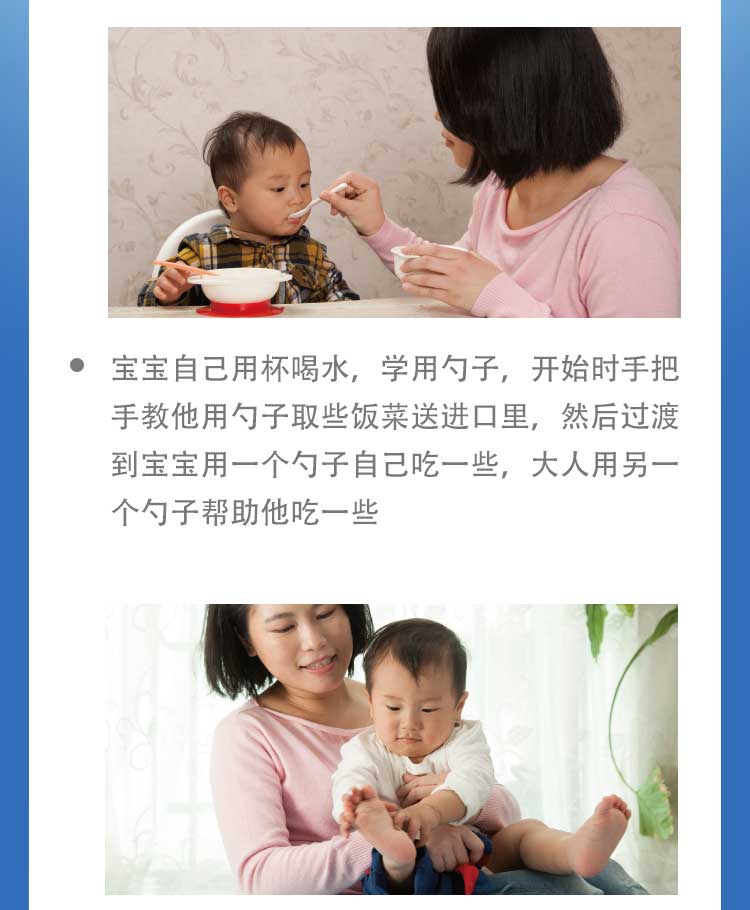 宝宝自己用杯喝水，学用勺子，开始时手把
手教他用勺子取些饭菜送进口里，然后过渡
到宝宝用一个勺子自己吃一些，大人用另一
个勺子帮助他吃一些